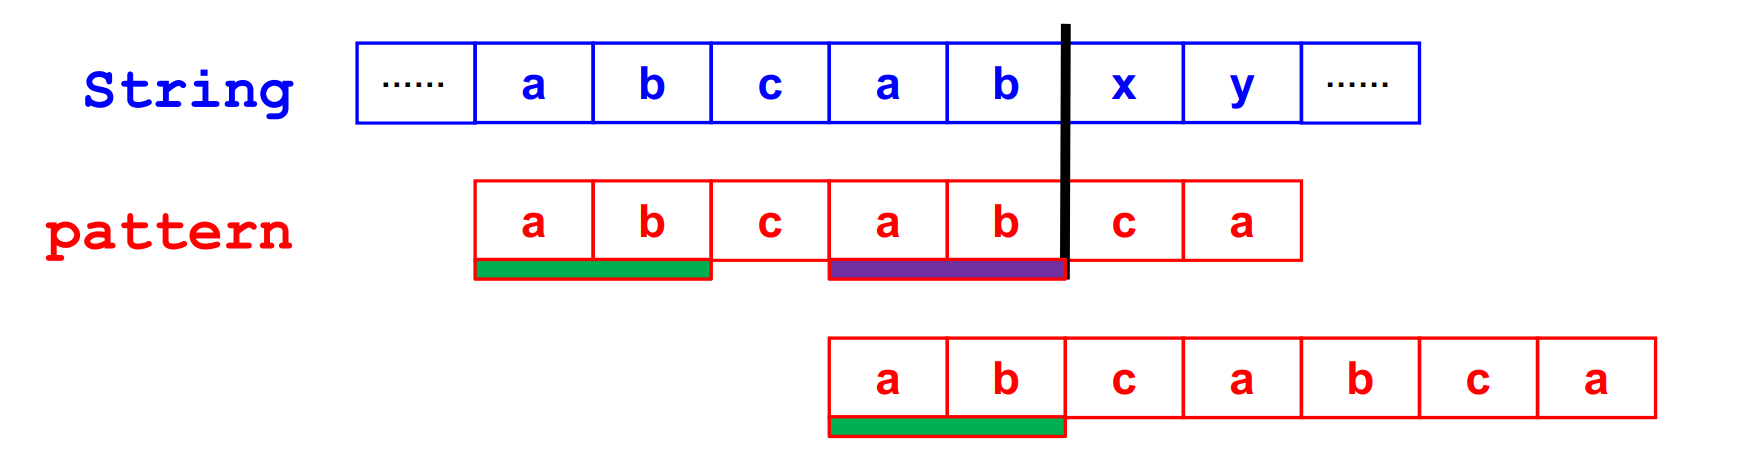 String ...... a b c a b x y ......
pattern a b c a b c a
a b c a b c a